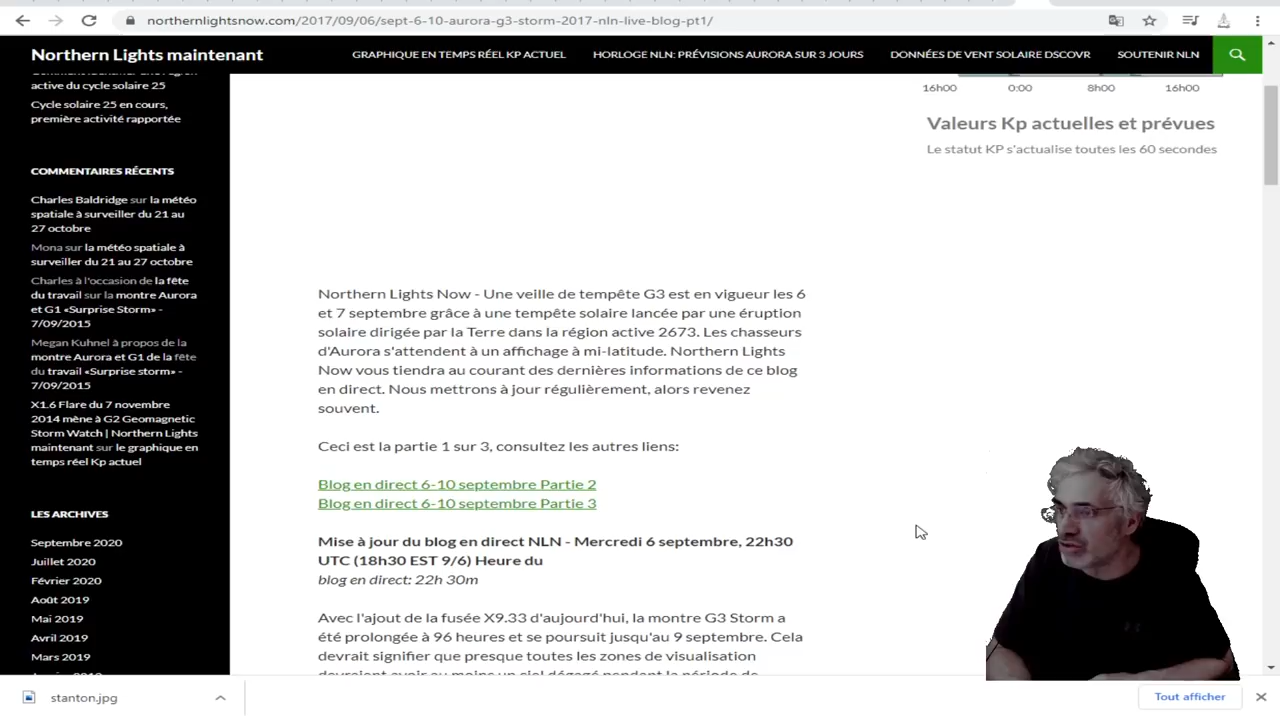 northernlightsnow.com/2017/09/06/sept-6-10-aurora-g3-storm-2017-nln-live-blog-pt1/
Northern Lights maintenant
GRAPHIQUE EN TEMPS RÉEL KP ACTUEL
HORLOGE NLN: PRÉVISIONS AURORA SUR 3 JOURS
DONNÉES DE VENT SOLAIRE DSCOVR
SOUTENIR NLN
active du cycle solaire 25
Cycle solaire 25 en cours,
première activité rapportée
COMMENTAIRES RÉCENTS
Charles Baldridge sur la météo
spatiale à surveiller du 21 au
27 octobre
Mona sur la météo spatiale à
surveiller du 21 au 27 octobre
Charles à l'occasion de la fête
du travail sur la montre Aurora
et G1 «Surprise Storm» -
7/09/2015
Megan Kuhnel à propos de la
montre Aurora et G1 de la fête
du travail «Surprise storm» -
7/09/2015
X1.6 Flare du 7 novembre
2014 mène à G2 Geomagnetic
Storm Watch | Northern Lights
maintenant sur le graphique en
temps réel Kp actuel
LES ARCHIVES
Septembre 2020
Juillet 2020
Février 2020
Août 2019
Mai 2019
Avril 2019
Mars 2019
16h00 0:00 8h00 16h00
Valeurs Kp actuelles et prévues
Le statut KP s'actualise toutes les 60 secondes
Northern Lights Now - Une veille de tempête G3 est en vigueur les 6
et 7 septembre grâce à une tempête solaire lancée par une éruption
solaire dirigée par la Terre dans la région active 2673. Les chasseurs
d'Aurora s'attendent à un affichage à mi-latitude. Northern Lights
Now vous tiendra au courant des dernières informations de ce blog
en direct. Nous mettrons à jour régulièrement, alors revenez
souvent.
Ceci est la partie 1 sur 3, consultez les autres liens:
Blog en direct 6-10 septembre Partie 2
Blog en direct 6-10 septembre Partie 3
Mise à jour du blog en direct NLN - Mercredi 6 septembre, 22h30
UTC (18h30 EST 9/6) Heure du
blog en direct: 22h 30m
Avec l'ajout de la fusée X9.33 d'aujourd'hui, la montre G3 Storm a
été prolongée à 96 heures et se poursuit jusqu'au 9 septembre. Cela
devrait signifier que presque toutes les zones de visualisation
devraient avoir au moins un ciel dégagé pendant la période de
stanton.jpg
Tout afficher